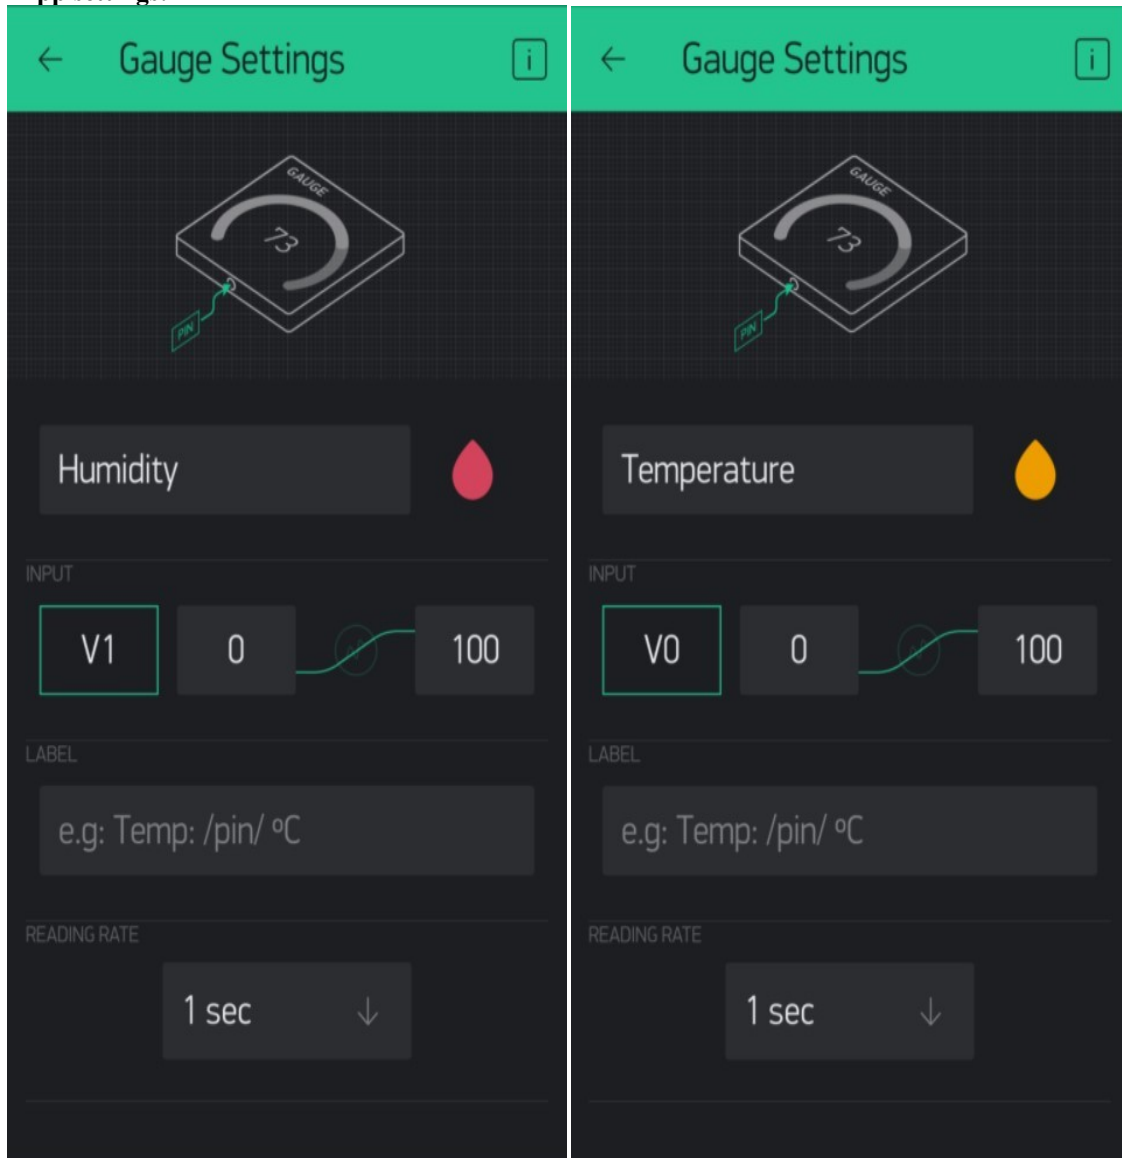 Gauge Settings
GAUGE
73
PIN
Humidity
INPUT
V1 0 100
LABEL
e.g: Temp: /pin/ ºC
READING RATE
1 sec
Gauge Settings
GAUGE
73
PIN
Temperature
INPUT
V0 0 100
LABEL
e.g: Temp: /pin/ ºC
READING RATE
1 sec